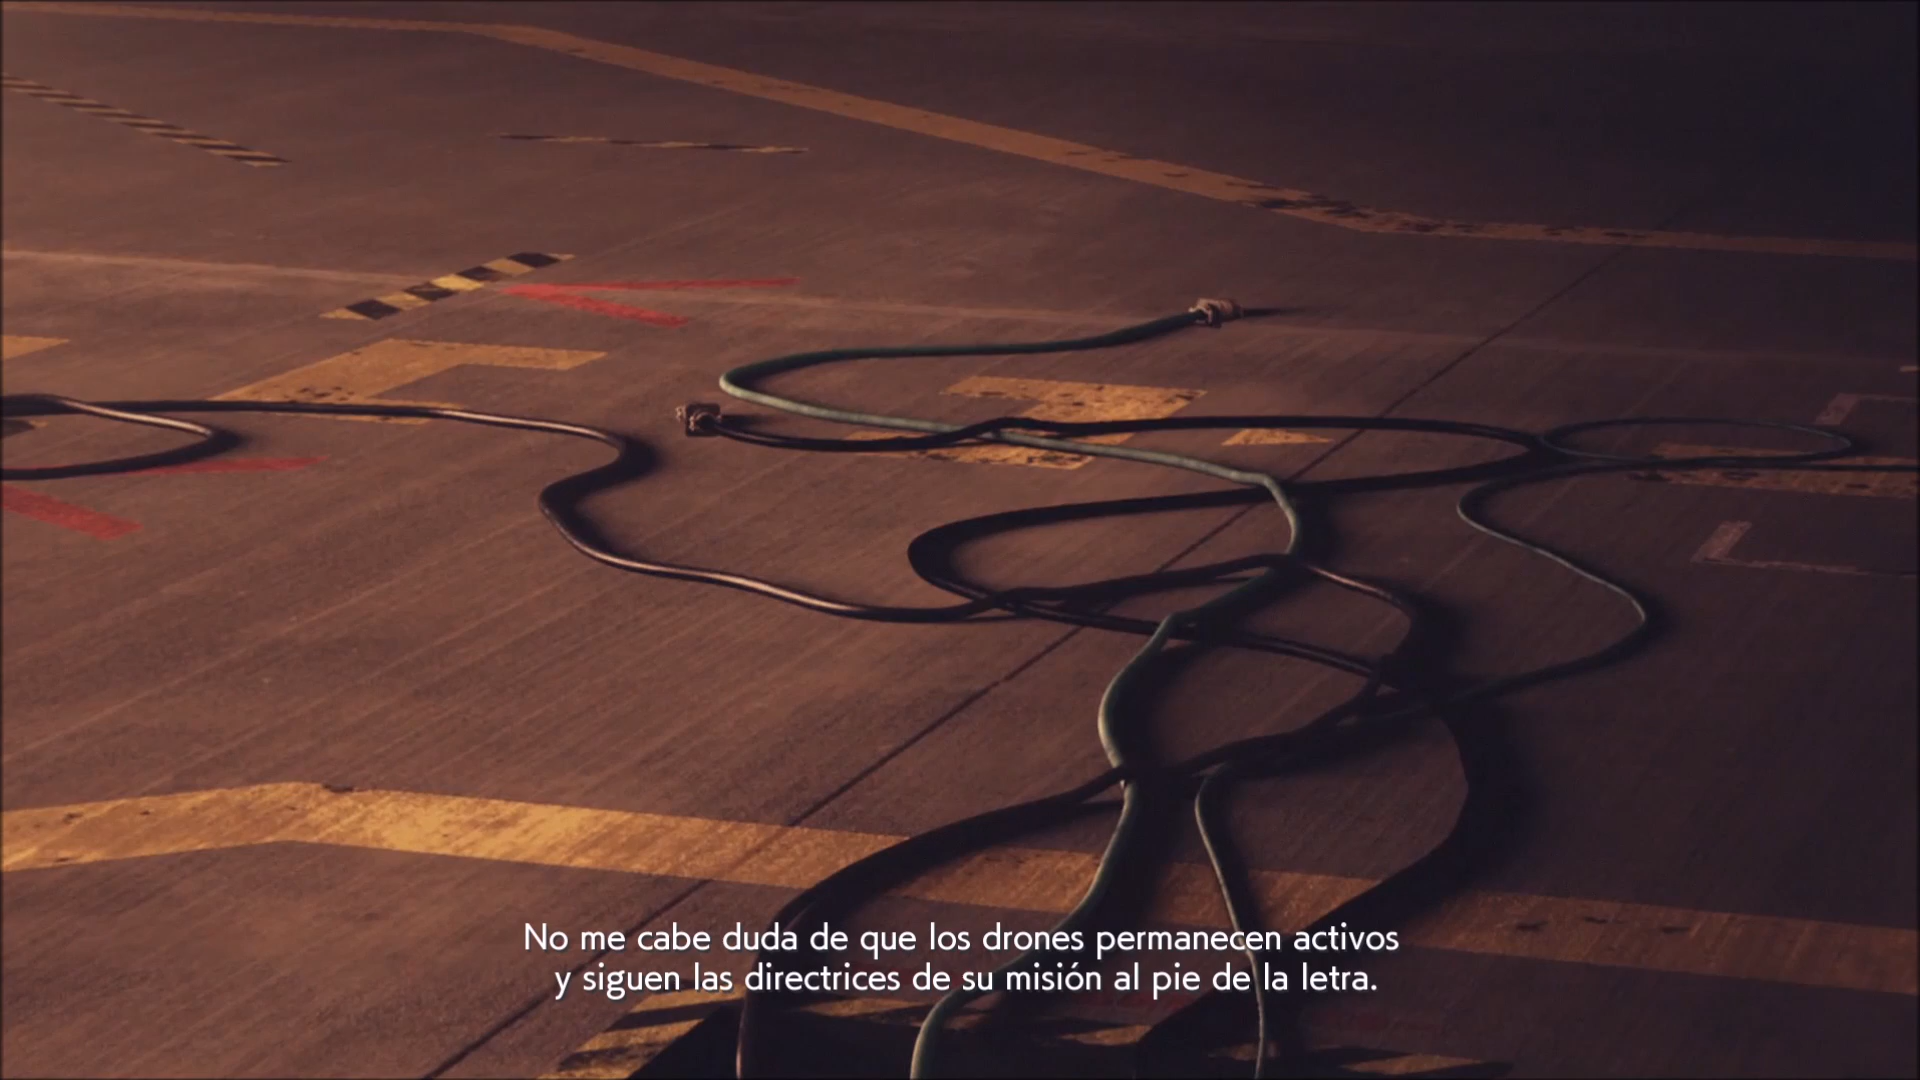 No me cabe duda de que los drones permanecen activos
y siguen las directrices de su misión al pie de la letra.